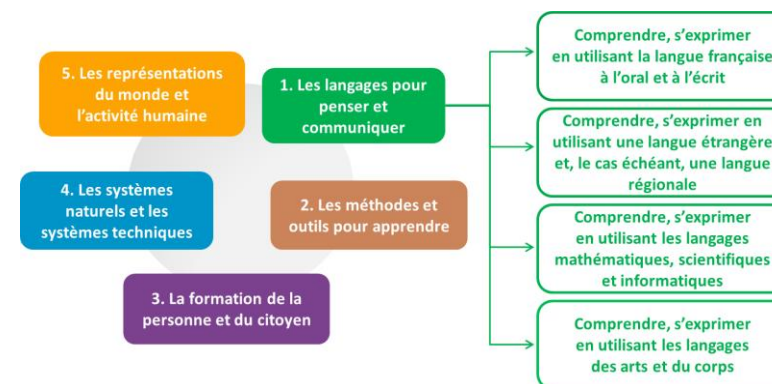 5. Les représentations
du monde et
l'activité humaine
1. Les langages pour
penser et
communiquer
4. Les systèmes
naturels et les
systèmes techniques
2. Les méthodes et
outils pour apprendre
3. La formation de la
personne et du citoyen
Comprendre, s'exprimer
en utilisant la langue française
à l'oral et à l'écrit
Comprendre, s'exprimer en
utilisant une langue étrangère
et, le cas échéant, une langue
régionale
Comprendre, s'exprimer
en utilisant les langages
mathématiques, scientifiques
et informatiques
Comprendre, s'exprimer
en utilisant les langages
des arts et du corps